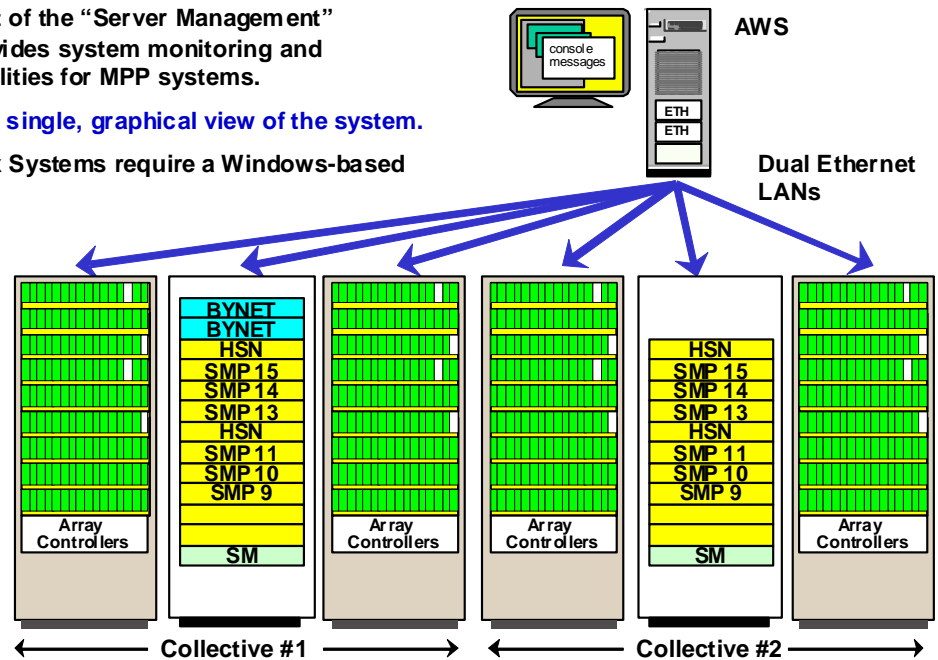 t of the “Server Management”
vides system monitoring and
lities for MPP systems.
single, graphical view of the system.
x Systems require a Windows-based
console
messages
AWS
ETH
ETH
Dual Ethernet
LANs
BYNET
BYNET
HSN
SMP 15
SMP 14
SMP 13
HSN
SMP 11
SMP 10
SMP 9
SM
HSN
SMP 15
SMP 14
SMP 13
HSN
SMP 11
SMP 10
SMP 9
SM
Array
Controllers
Array
Controllers
Array
Controllers
Array
Controllers
Collective #1
Collective #2